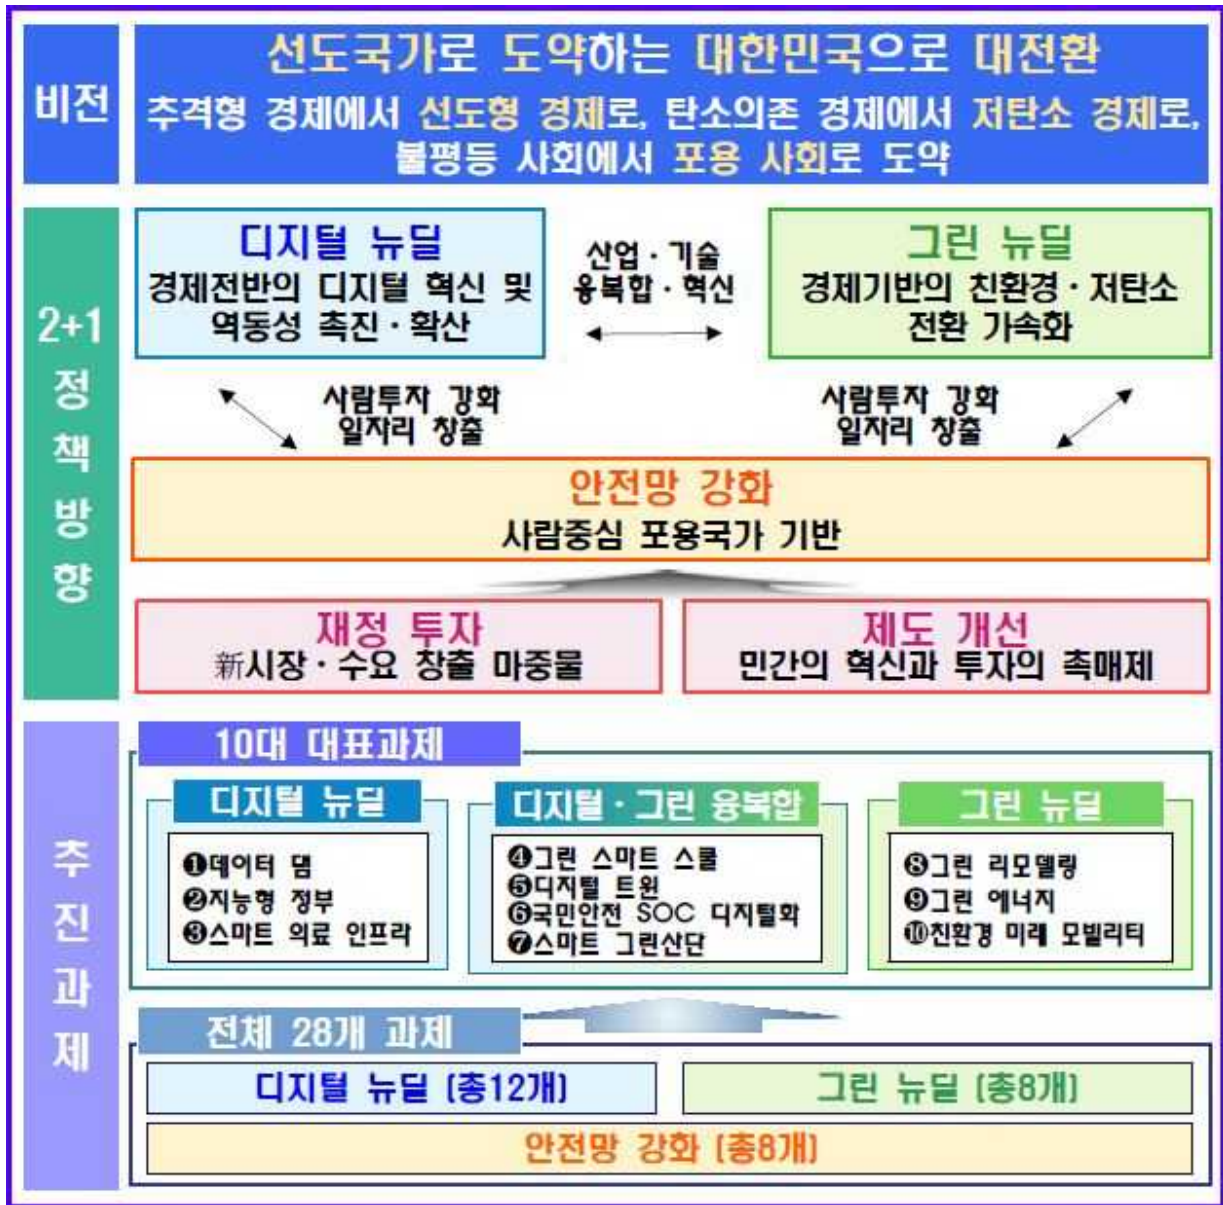 비전
선도국가로 도약하는 대한민국으로 대전환
추격형 경제에서 선도형 경제로, 탄소의존 경제에서 저탄소 경제로,
불평등 사회에서 포용 사회로 도약
2+1
정
책
방
향
디지털 뉴딜
경제전반의 디지털 혁신 및
역동성 촉진·확산
산업·기술
융복합·혁신
그린 뉴딜
경제기반의 친환경·저탄소
전환 가속화
사람투자 강화
일자리 창출
사람투자 강화
일자리 창출
안전망 강화
사람중심 포용국가 기반
재정 투자
新시장·수요 창출 마중물
제도 개선
민간의 혁신과 투자의 촉매제
추
진
과
제
10대 대표과제
디지털 뉴딜
❶데이터 댐
❷지능형 정부
❸스마트 의료 인프라
디지털·그린 융복합
❹그린 스마트 스쿨
❺디지털 트윈
❻국민안전 SOC 디지털화
❼스마트 그린산단
그린 뉴딜
❽그린 리모델링
❾그린 에너지
❿친환경 미래 모빌리티
전체 28개 과제
디지털 뉴딜 (총12개)
그린 뉴딜 (총8개)
안전망 강화 (총8개)